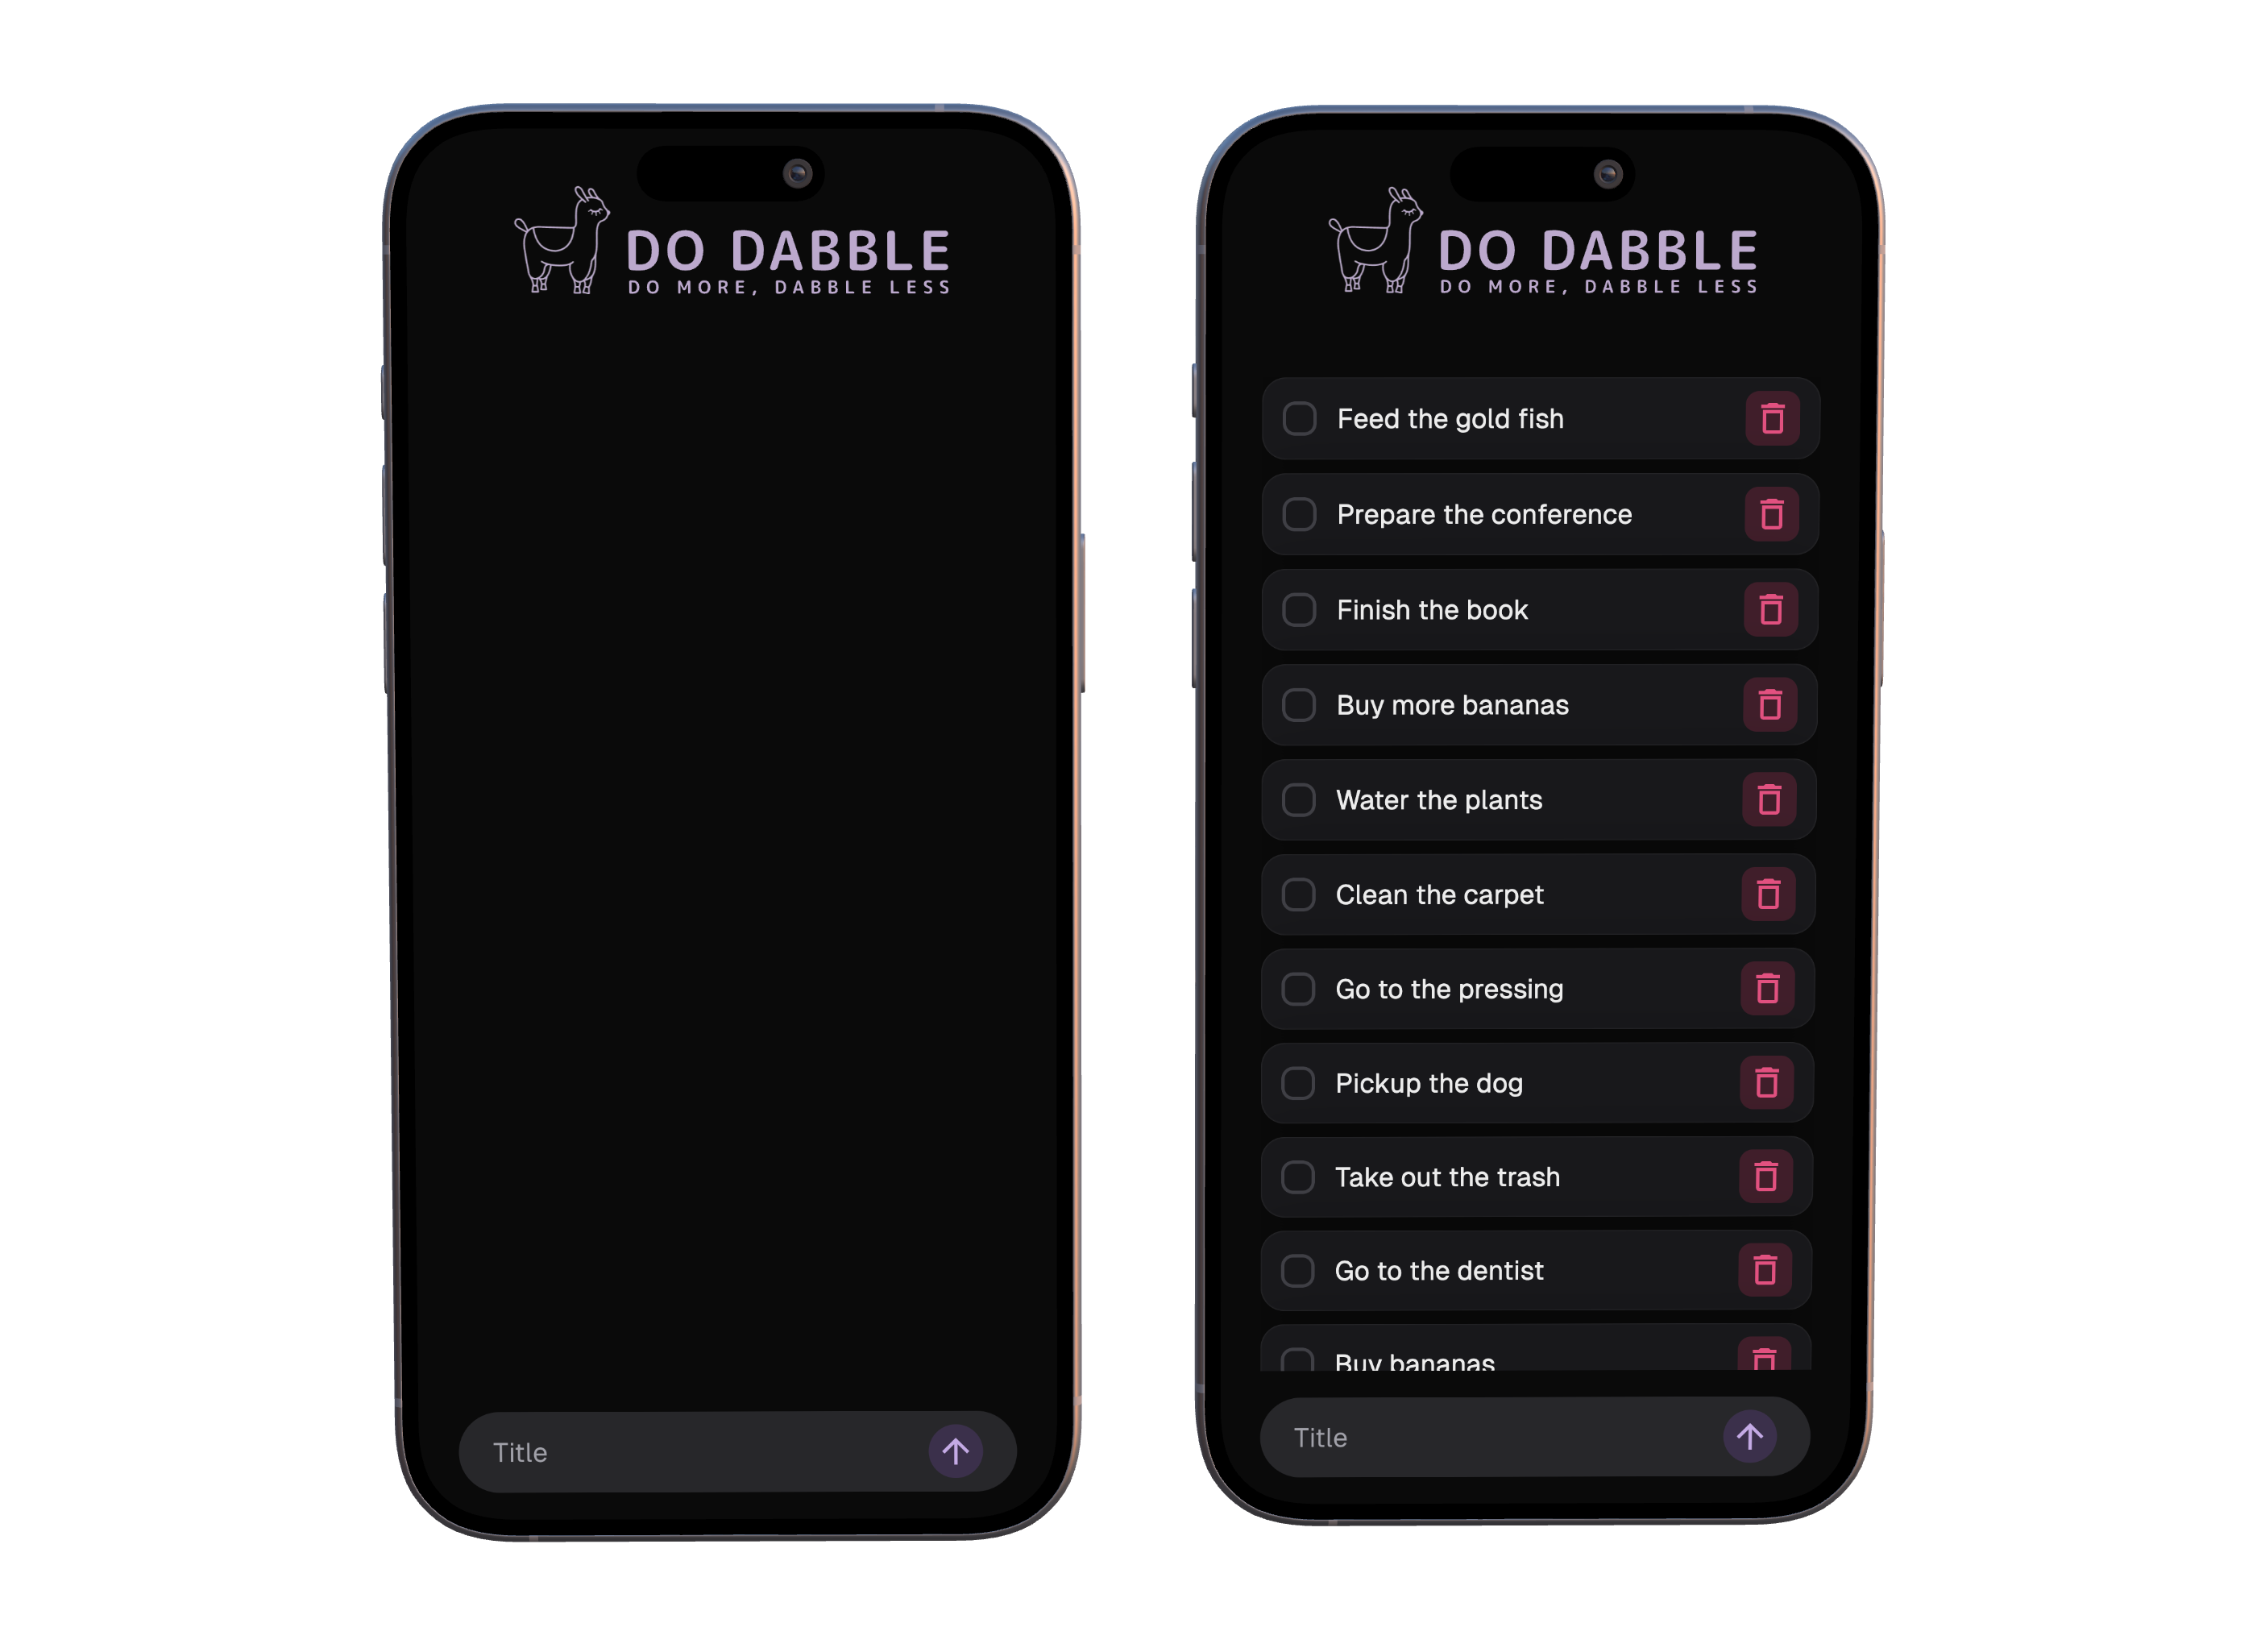 DO DABBLE
DO MORE, DABBLE LESS
Title
DO DABBLE
DO MORE, DABBLE LESS
Feed the gold fish
Prepare the conference
Finish the book
Buy more bananas
Water the plants
Clean the carpet
Go to the pressing
Pickup the dog
Take out the trash
Go to the dentist
Buy bananas
Title